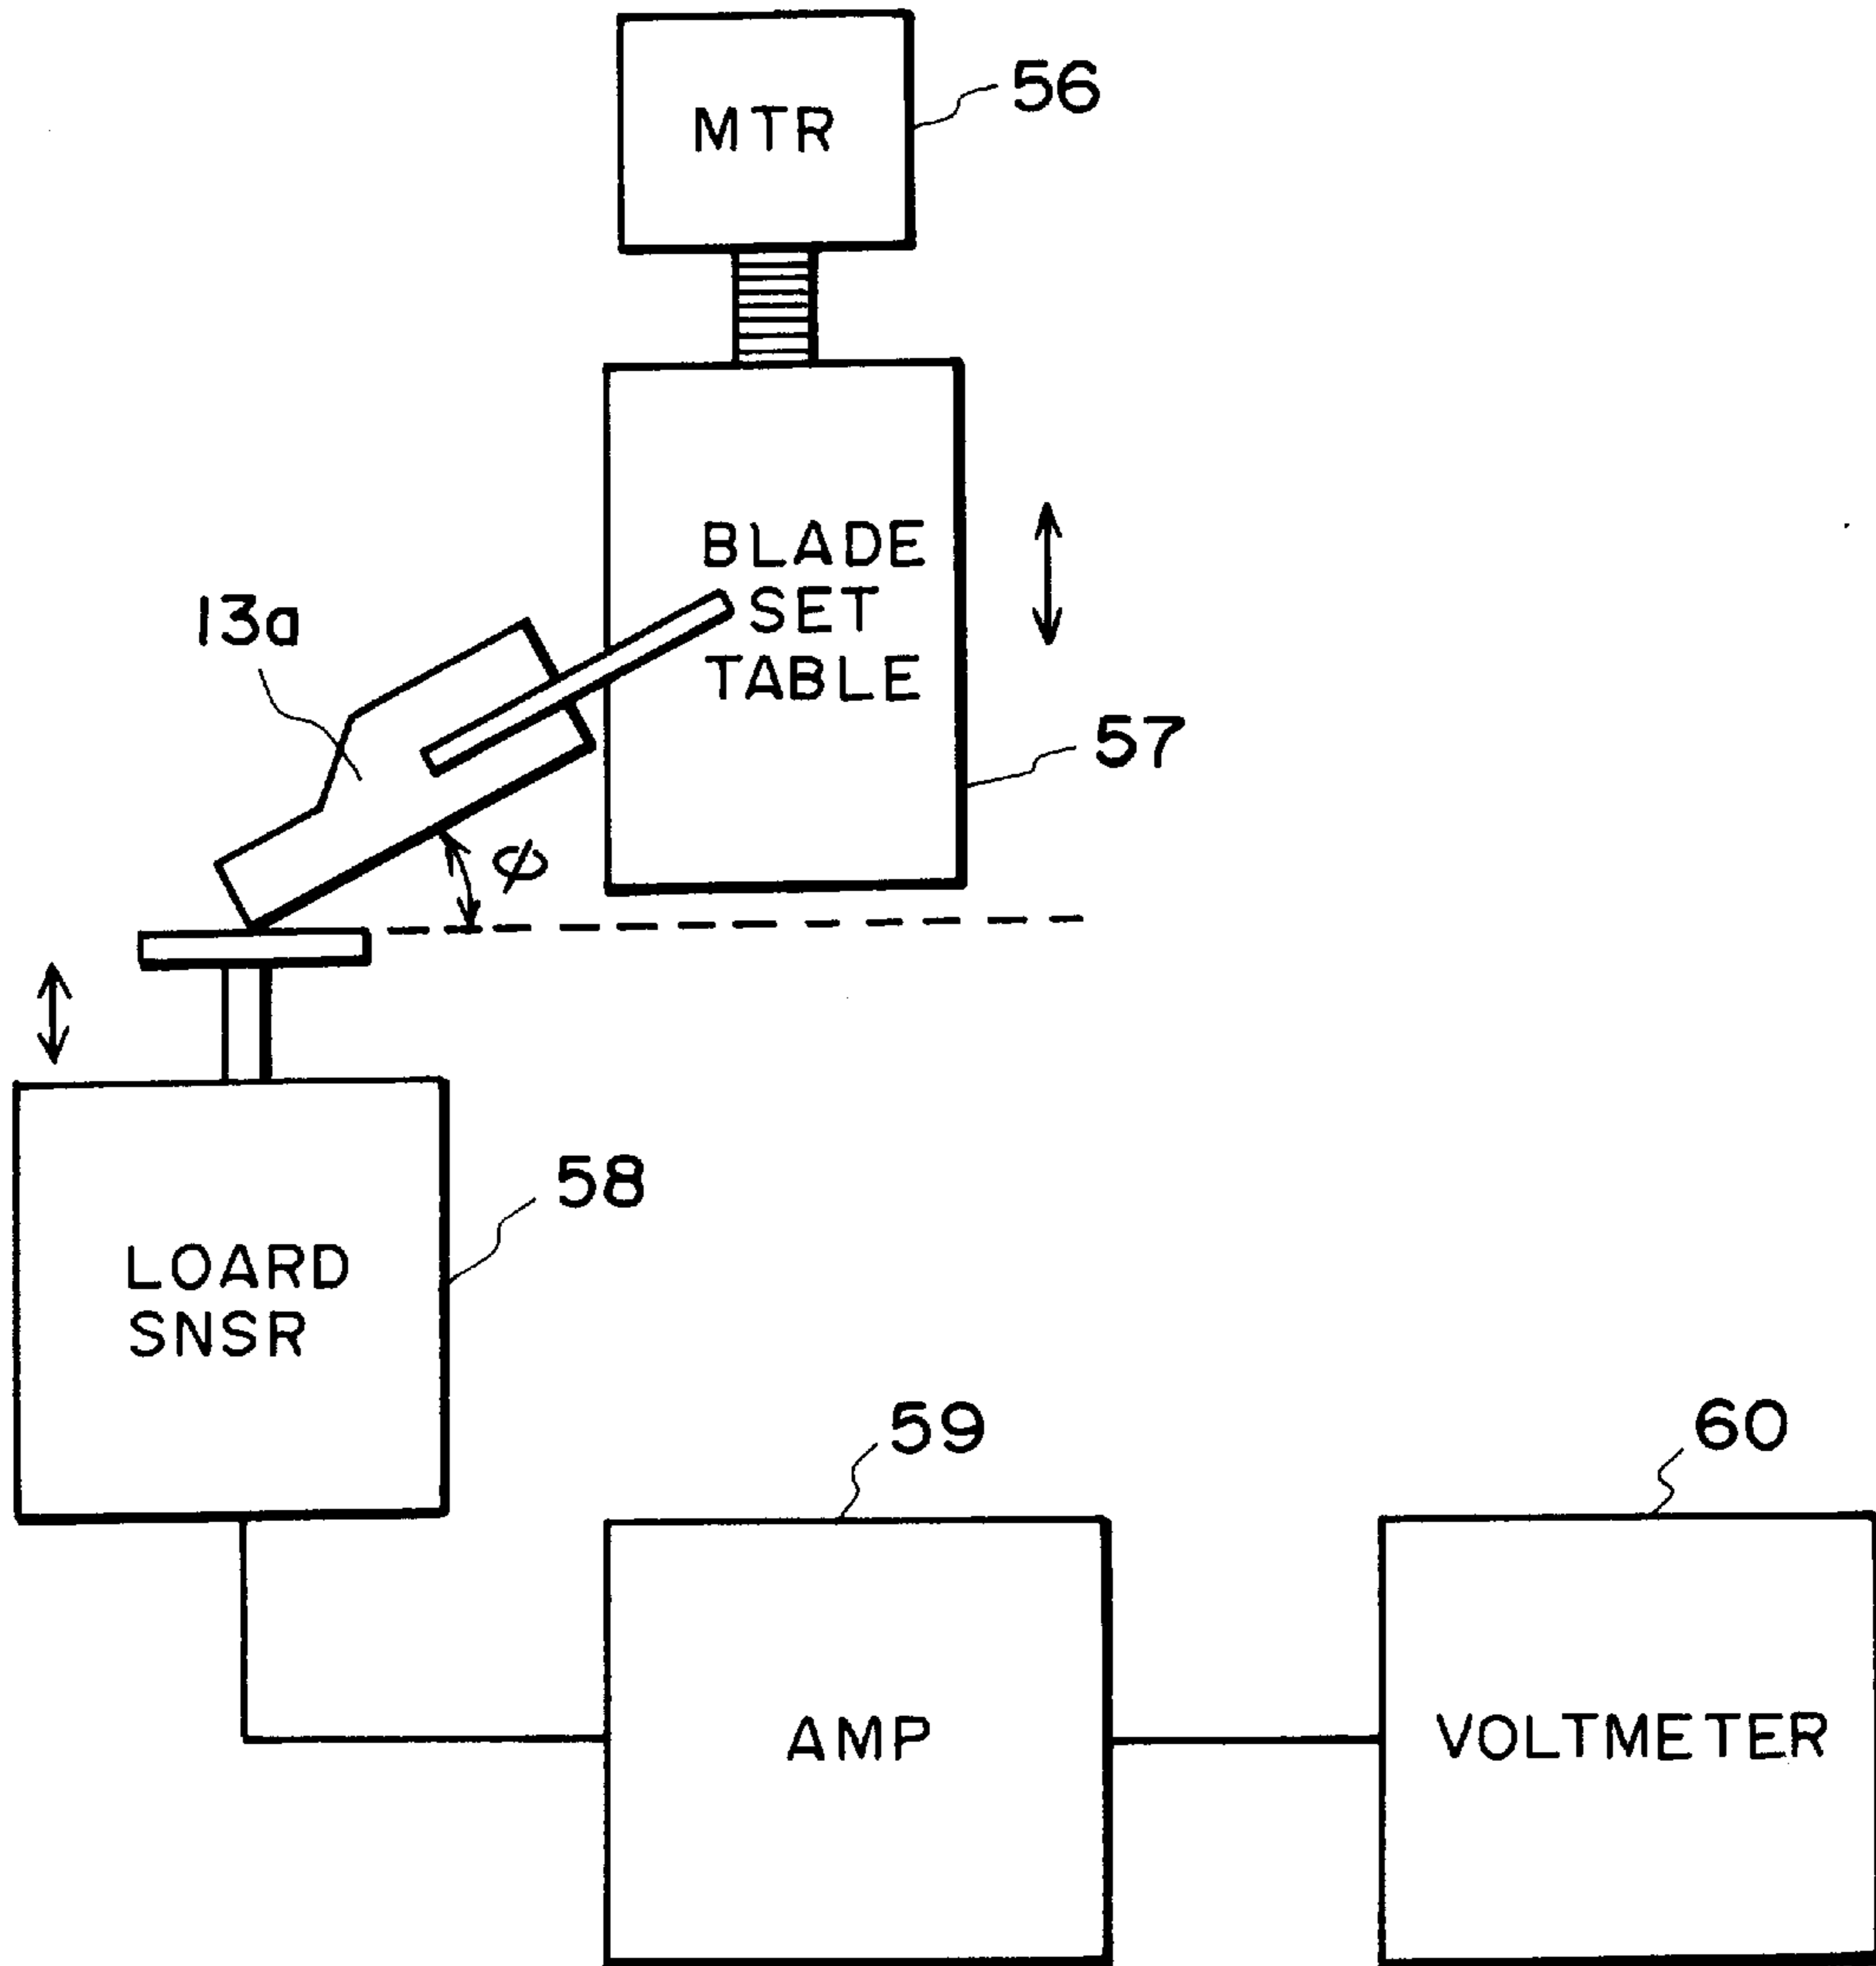 MTR
56
BLADE
SET
TABLE
13a
57
φ
58
LOARD
SNSR
59
60
AMP
VOLTMETER